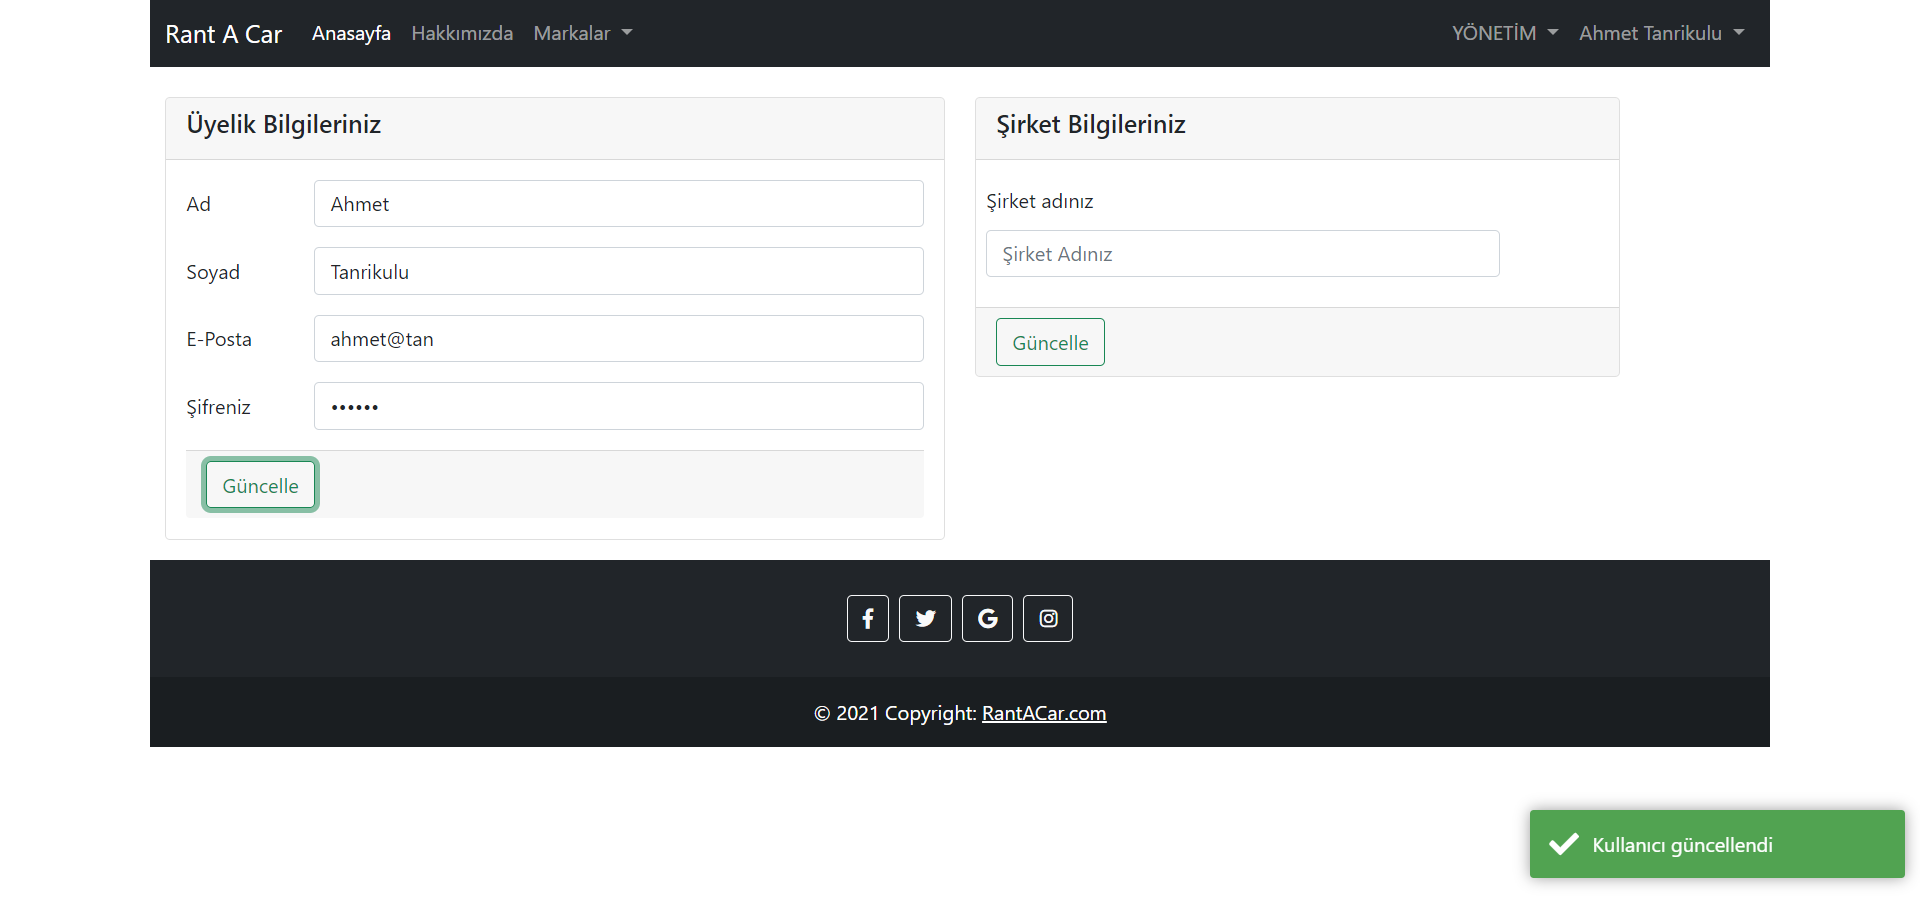 Rant A Car Anasayfa Hakkımızda Markalar YÖNETİM Ahmet Tanrikulu
Üyelik Bilgileriniz
Ad Ahmet
Soyad Tanrikulu
E-Posta ahmet@tan
Şifreniz ••••••
Güncelle
Şirket Bilgileriniz
Şirket adınız
Şirket Adınız
Güncelle
© 2021 Copyright: RantACar.com
Kullanıcı güncellendi